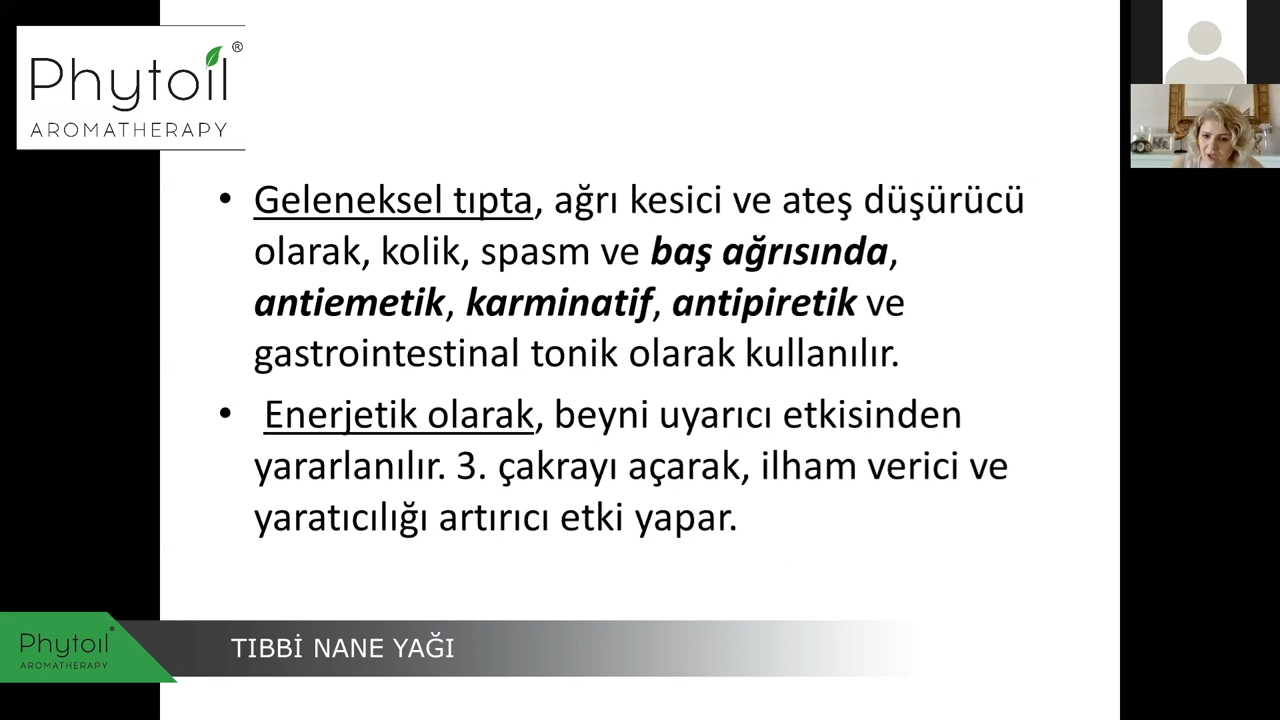 Phytoil®
AROMATHERAPY
• Geleneksel tıpta, ağrı kesici ve ateş düşürücü
olarak, kolik, spasm ve baş ağrısında,
antiemetik, karminatif, antipiretik ve
gastrointestinal tonik olarak kullanılır.
• Enerjetik olarak, beyni uyarıcı etkisinden
yararlanılır. 3. çakrayı açarak, ilham verici ve
yaratıcılığı artırıcı etki yapar.
Phytoil®
AROMATHERAPY
TIBBİ NANE YAĞI